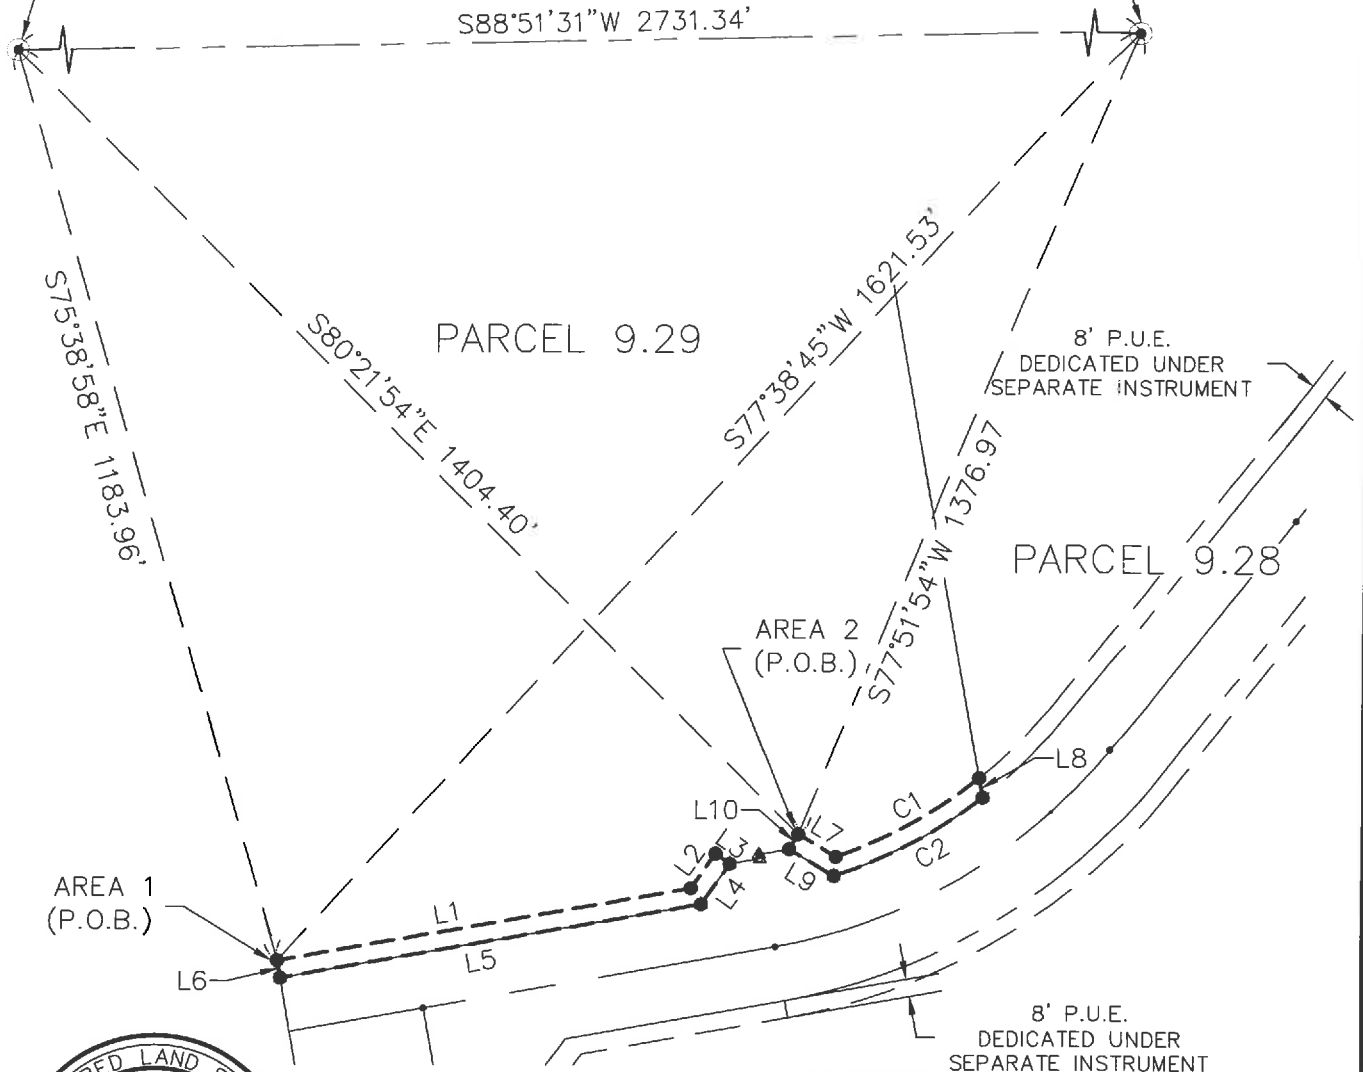 S88°51'31"W 2731.34'
S75°38'58"E 1183.96'
S80°21'54"E 1404.40'
PARCEL 9.29
S77°38'45"W 1621.53'
8' P.U.E.
DEDICATED UNDER
SEPARATE INSTRUMENT
S77°51'54"W 1376.97
PARCEL 9.28
AREA 2
(P.O.B.)
L8
L10
L7
C1
C2
L2
L3
L4
L9
AREA 1
(P.O.B.)
L1
L5
L6
8' P.U.E.
DEDICATED UNDER
SEPARATE INSTRUMENT
LAND